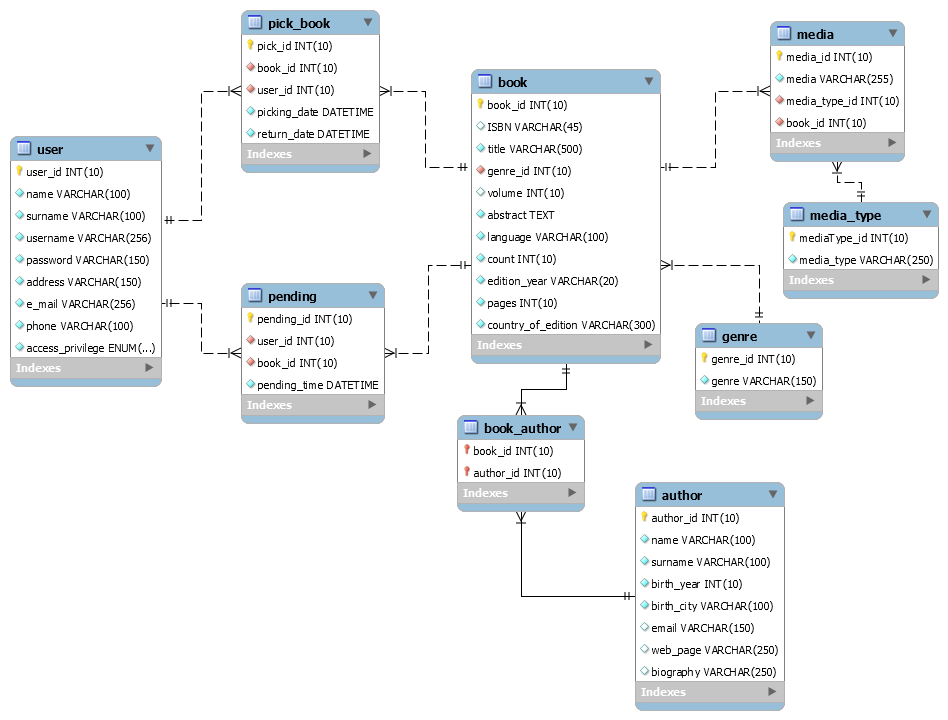 pick_book
pick_id INT(10)
book_id INT(10)
user_id INT(10)
picking_date DATETIME
return_date DATETIME
Indexes
user
user_id INT(10)
name VARCHAR(100)
surname VARCHAR(100)
username VARCHAR(256)
password VARCHAR(150)
address VARCHAR(150)
e_mail VARCHAR(256)
phone VARCHAR(100)
access_privilege ENUM(...)
Indexes
pending
pending_id INT(10)
user_id INT(10)
book_id INT(10)
pending_time DATETIME
Indexes
book
book_id INT(10)
ISBN VARCHAR(45)
title VARCHAR(500)
genre_id INT(10)
volume INT(10)
abstract TEXT
language VARCHAR(100)
count INT(10)
edition_year VARCHAR(20)
pages INT(10)
country_of_edition VARCHAR(300)
Indexes
media
media_id INT(10)
media VARCHAR(255)
media_type_id INT(10)
book_id INT(10)
Indexes
media_type
mediaType_id INT(10)
media_type VARCHAR(250)
Indexes
genre
genre_id INT(10)
genre VARCHAR(150)
Indexes
book_author
book_id INT(10)
author_id INT(10)
Indexes
author
author_id INT(10)
name VARCHAR(100)
surname VARCHAR(100)
birth_year INT(10)
birth_city VARCHAR(100)
email VARCHAR(150)
web_page VARCHAR(250)
biography VARCHAR(250)
Indexes